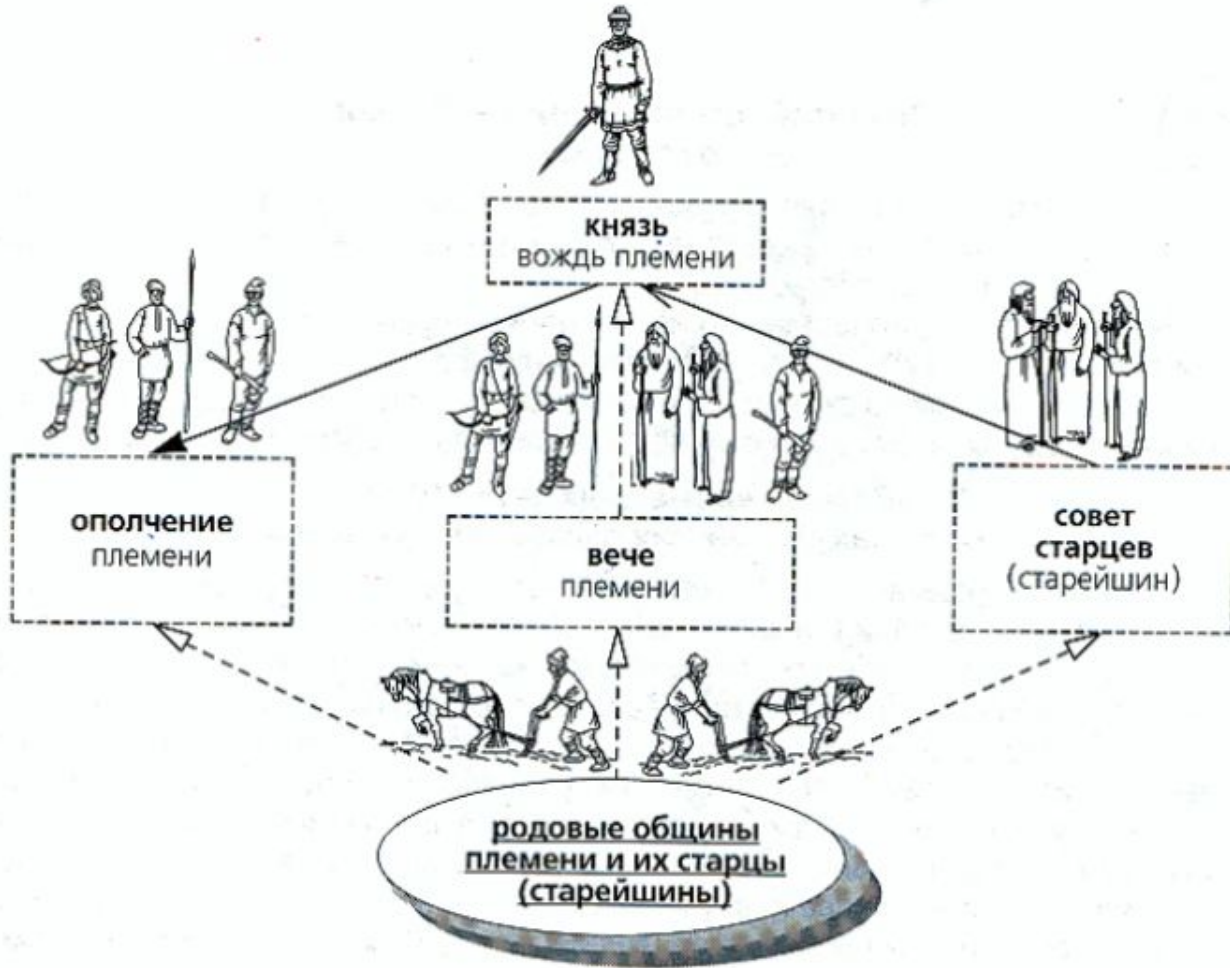 князь
вождь племени
ополчение
племени
вече
племени
совет
старцев
(старейшин)
родовые общины
племени и их старцы
(старейшины)